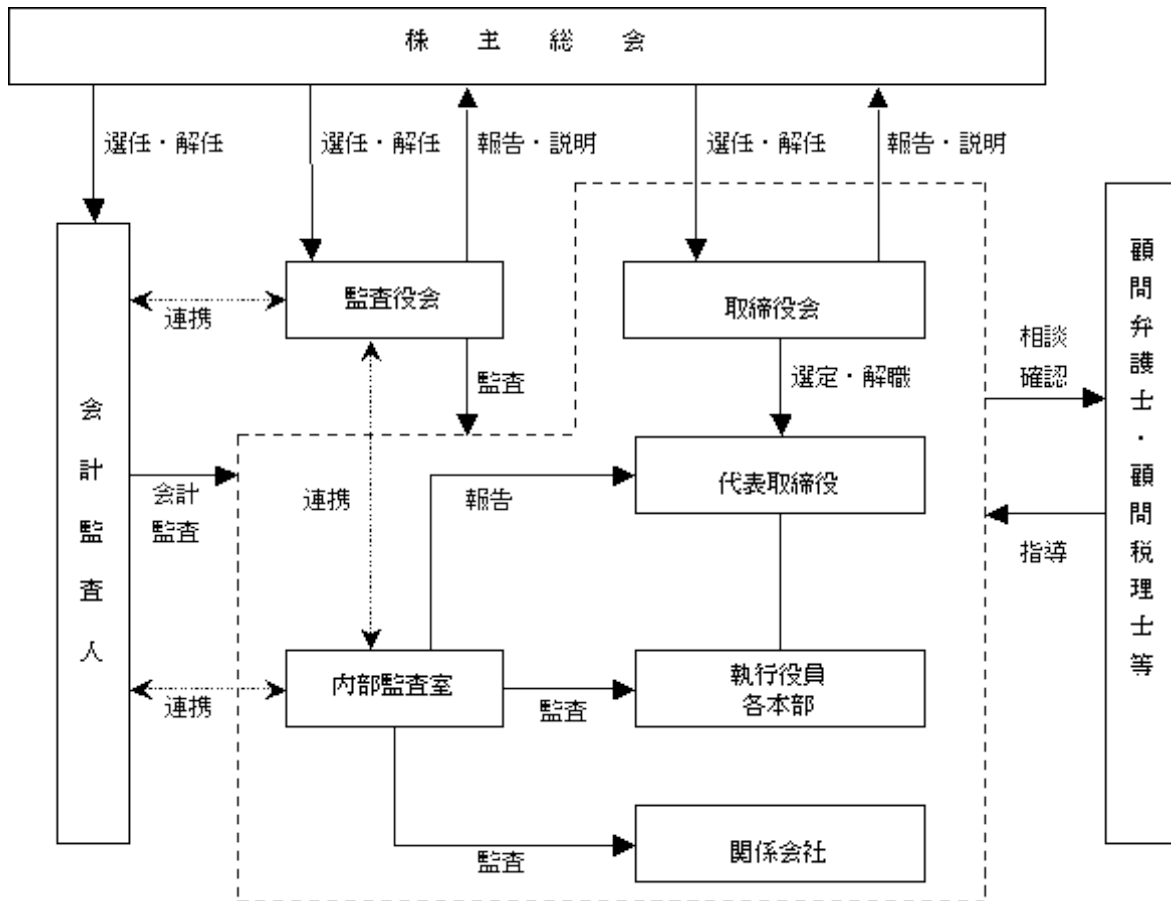 株主総会
選任・解任
選任・解任
報告・説明
選任・解任
報告・説明
監査役会
取締役会
連携
監査
選定・解職
相談
確認
顧問弁護士・顧問税理士等
会計監査人
会計
監査
連携
報告
代表取締役
指導
内部監査室
連携
監査
執行役員
各本部
監査
関係会社